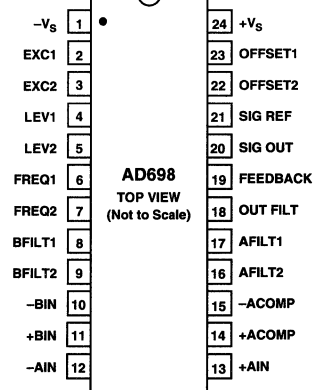 −VS 1 24 +VS
EXC1 2 23 OFFSET1
EXC2 3 22 OFFSET2
LEV1 4 21 SIG REF
LEV2 5 20 SIG OUT
AD698
FREQ1 6 19 FEEDBACK
TOP VIEW
(Not to Scale)
FREQ2 7 18 OUT FILT
BFILT1 8 17 AFILT1
BFILT2 9 16 AFILT2
−BIN 10 15 −ACOMP
+BIN 11 14 +ACOMP
−AIN 12 13 +AIN